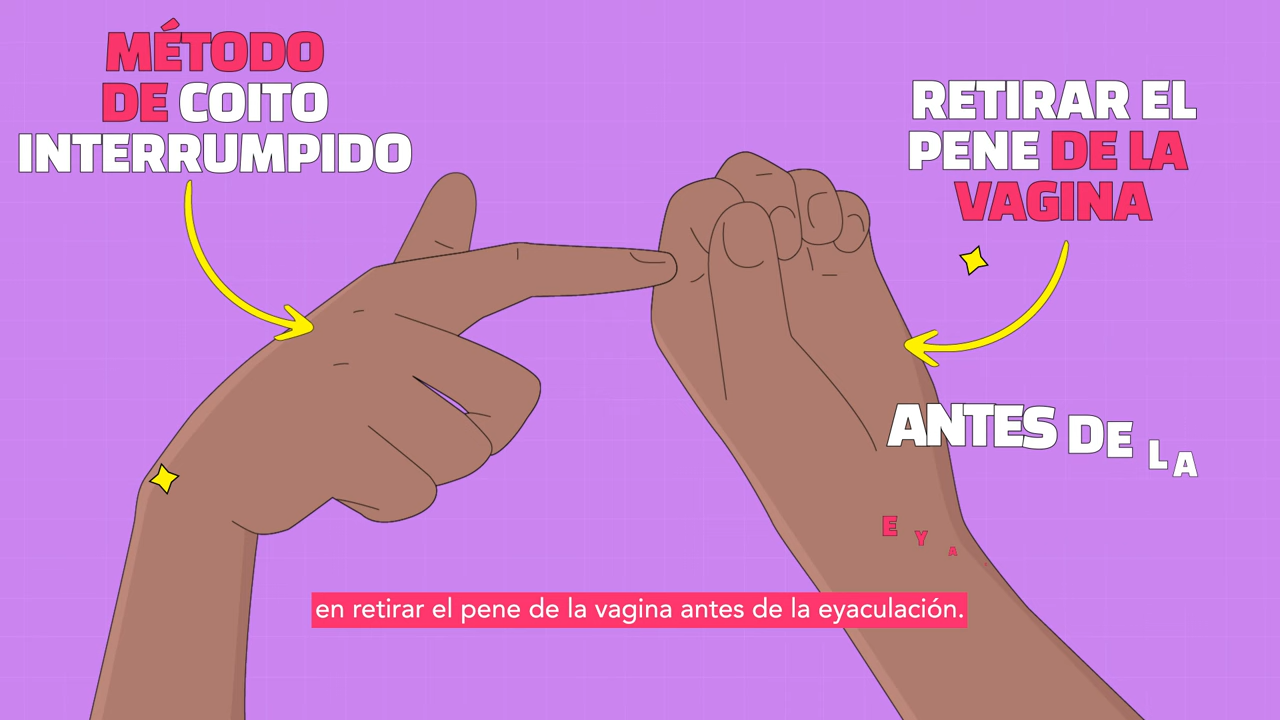 MÉTODO
DE COITO
INTERRUMPIDO
RETIRAR EL
PENE DE LA
VAGINA
ANTES DE LA
EYA
en retirar el pene de la vagina antes de la eyaculación.